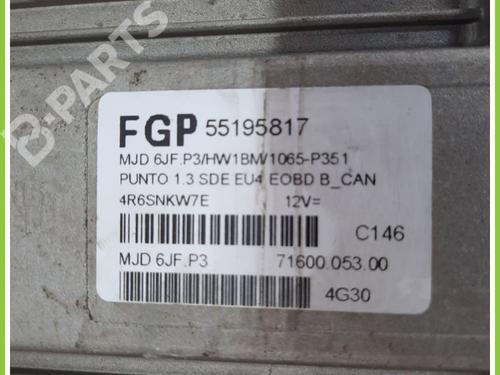 B-PARTS
FGP 55195817
MJD 6JF.P3/HW1BM/1065-P351
PUNTO 1.3 SDE EU4 EOBD B_CAN
4R6SNKW7E 12V=
C146
MJD 6JF.P3 71600.053.00
4G30